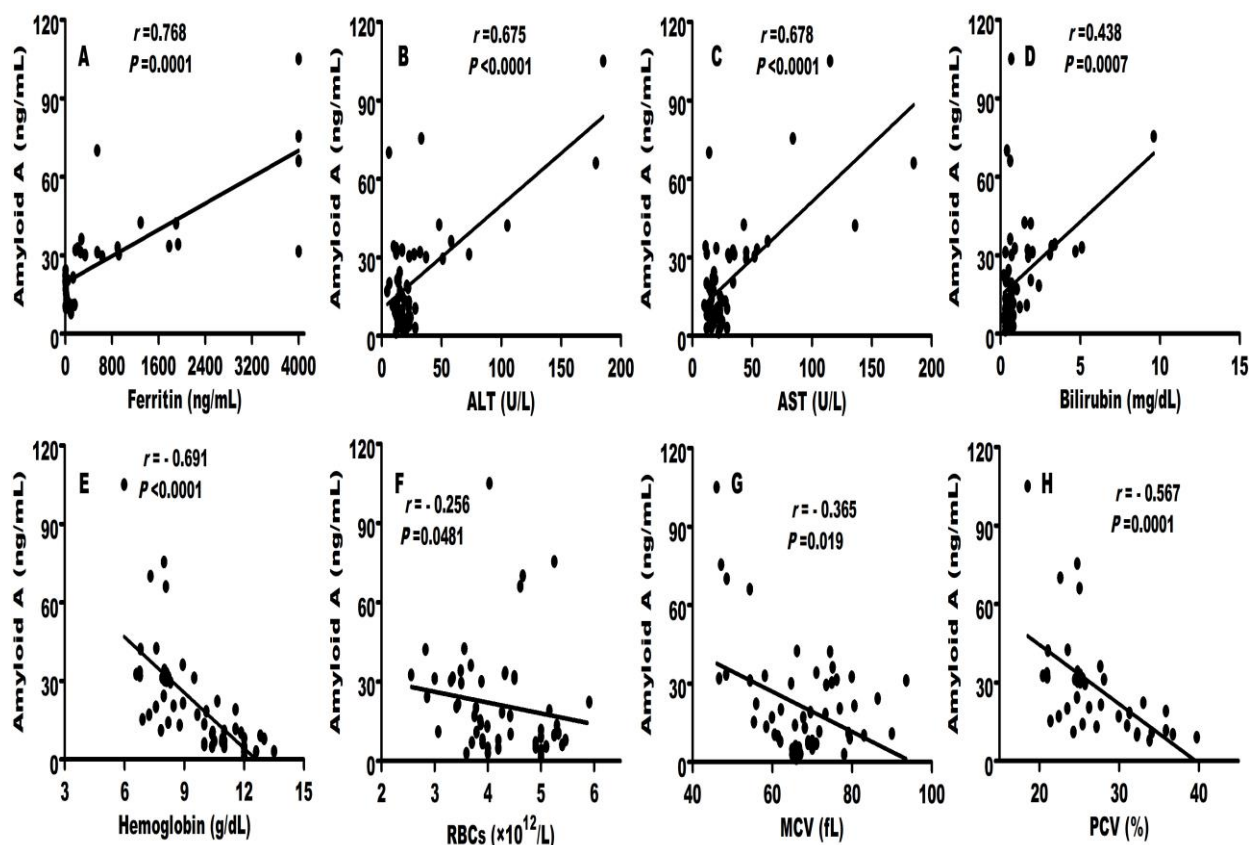 A
r=0.768
P=0.0001
Amyloid A (ng/mL)
120
90
60
30
0
0 800 1600 2400 3200 4000
Ferritin (ng/mL)
B
r=0.675
P<0.0001
Amyloid A (ng/mL)
120
90
60
30
0
0 50 100 150 200
ALT (U/L)
C
r=0.678
P<0.0001
Amyloid A (ng/mL)
120
90
60
30
0
0 50 100 150 200
AST (U/L)
D
r=0.438
P=0.0007
Amyloid A (ng/mL)
120
90
60
30
0
0 5 10 15
Bilirubin (mg/dL)
E
r= - 0.691
P<0.0001
Amyloid A (ng/mL)
120
90
60
30
0
3 6 9 12 15
Hemoglobin (g/dL)
F
r= - 0.256
P=0.0481
Amyloid A (ng/mL)
120
90
60
30
0
2 3 4 5 6
RBCs (×10¹²/L)
G
r= - 0.365
P=0.019
Amyloid A (ng/mL)
120
90
60
30
0
40 60 80 100
MCV (fL)
H
r= - 0.567
P=0.0001
Amyloid A (ng/mL)
120
90
60
30
0
20 30 40
PCV (%)